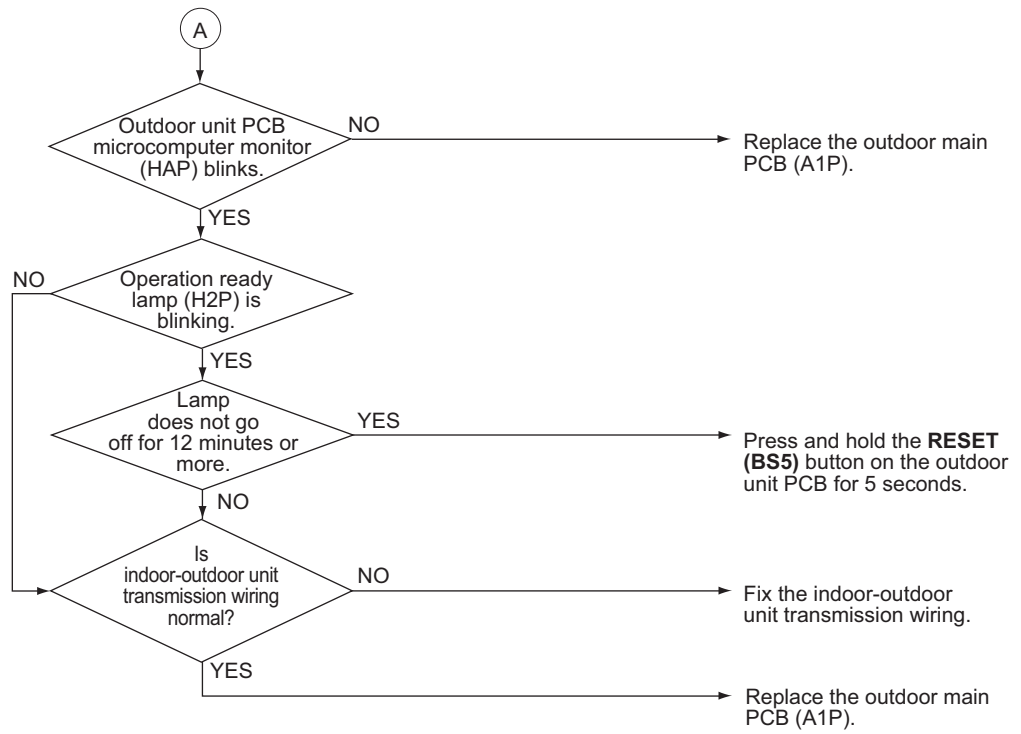 A
Outdoor unit PCB
microcomputer monitor
(HAP) blinks.
NO
Replace the outdoor main
PCB (A1P).
YES
NO
Operation ready
lamp (H2P) is
blinking.
YES
Lamp
does not go
off for 12 minutes or
more.
YES
Press and hold the RESET
(BS5) button on the outdoor
unit PCB for 5 seconds.
NO
Is
indoor-outdoor unit
transmission wiring
normal?
NO
Fix the indoor-outdoor
unit transmission wiring.
YES
Replace the outdoor main
PCB (A1P).